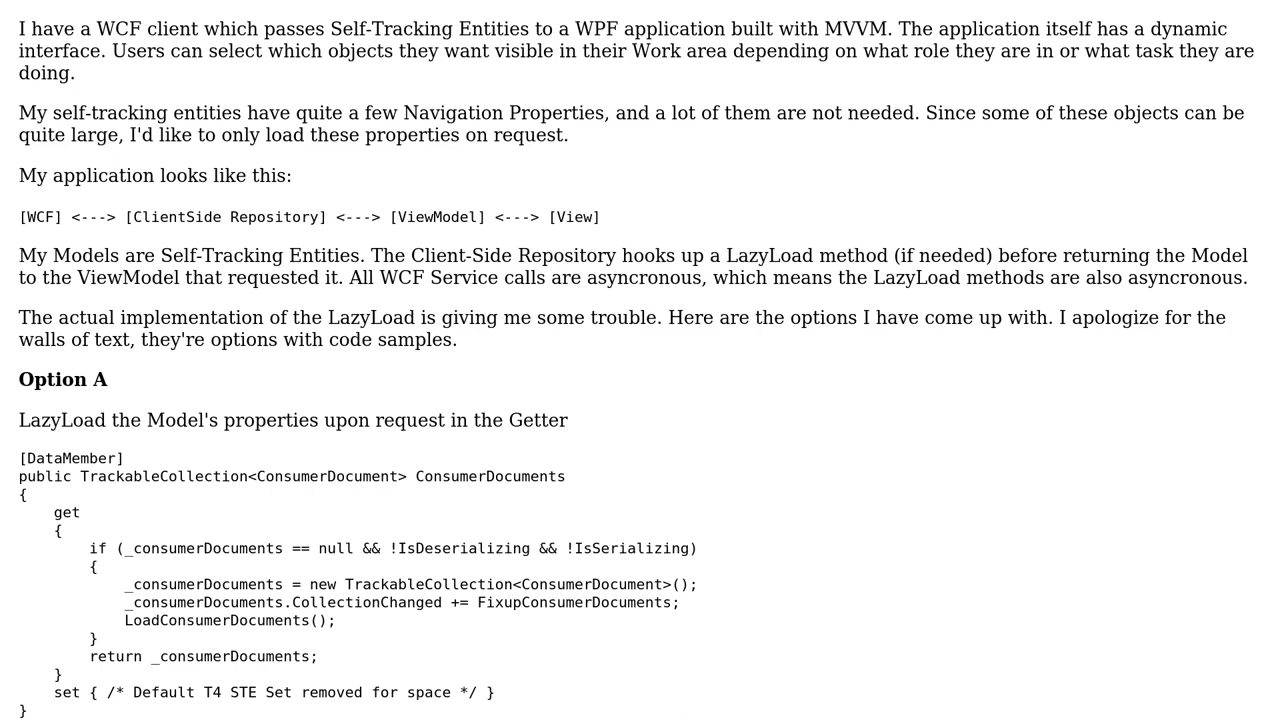 I have a WCF client which passes Self-Tracking Entities to a WPF application built with MVVM. The application itself has a dynamic
interface. Users can select which objects they want visible in their Work area depending on what role they are in or what task they are
doing.
My self-tracking entities have quite a few Navigation Properties, and a lot of them are not needed. Since some of these objects can be
quite large, I'd like to only load these properties on request.
My application looks like this:
[WCF] <---> [ClientSide Repository] <---> [ViewModel] <---> [View]
My Models are Self-Tracking Entities. The Client-Side Repository hooks up a LazyLoad method (if needed) before returning the Model
to the ViewModel that requested it. All WCF Service calls are asyncronous, which means the LazyLoad methods are also asyncronous.
The actual implementation of the LazyLoad is giving me some trouble. Here are the options I have come up with. I apologize for the
walls of text, they're options with code samples.
Option A
LazyLoad the Model's properties upon request in the Getter
[DataMember]
public TrackableCollection<ConsumerDocument> ConsumerDocuments
{
    get
    {
        if (_consumerDocuments == null && !IsDeserializing && !IsSerializing)
        {
            _consumerDocuments = new TrackableCollection<ConsumerDocument>();
            _consumerDocuments.CollectionChanged += FixupConsumerDocuments;
            LoadConsumerDocuments();
        }
        return _consumerDocuments;
    }
    set { /* Default T4 STE Set removed for space */ }
}